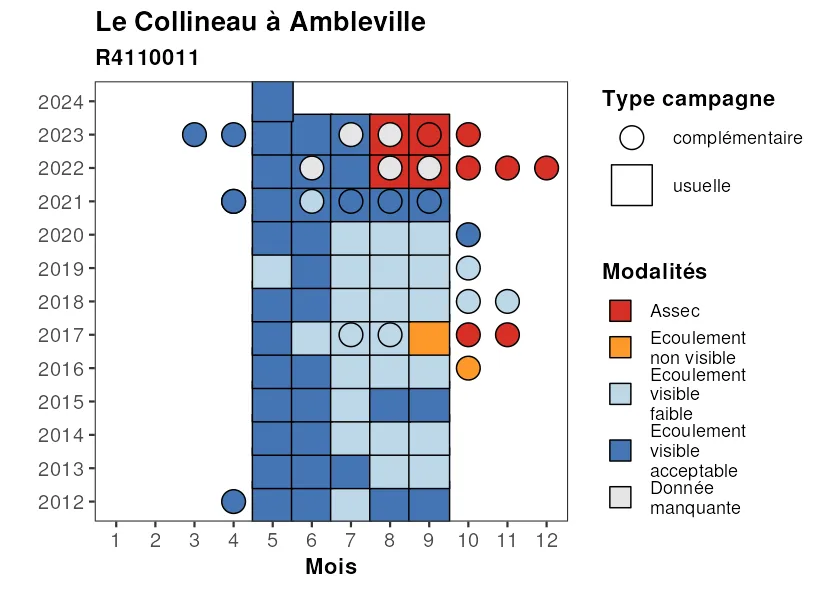 Le Collineau à Ambleville
R4110011
2024
2023
2022
2021
2020
2019
2018
2017
2016
2015
2014
2013
2012
1 2 3 4 5 6 7 8 9 10 11 12
Mois
Type campagne
complémentaire
usuelle
Modalités
Assec
Ecoulement
non visible
Ecoulement
visible
faible
Ecoulement
visible
acceptable
Donnée
manquante